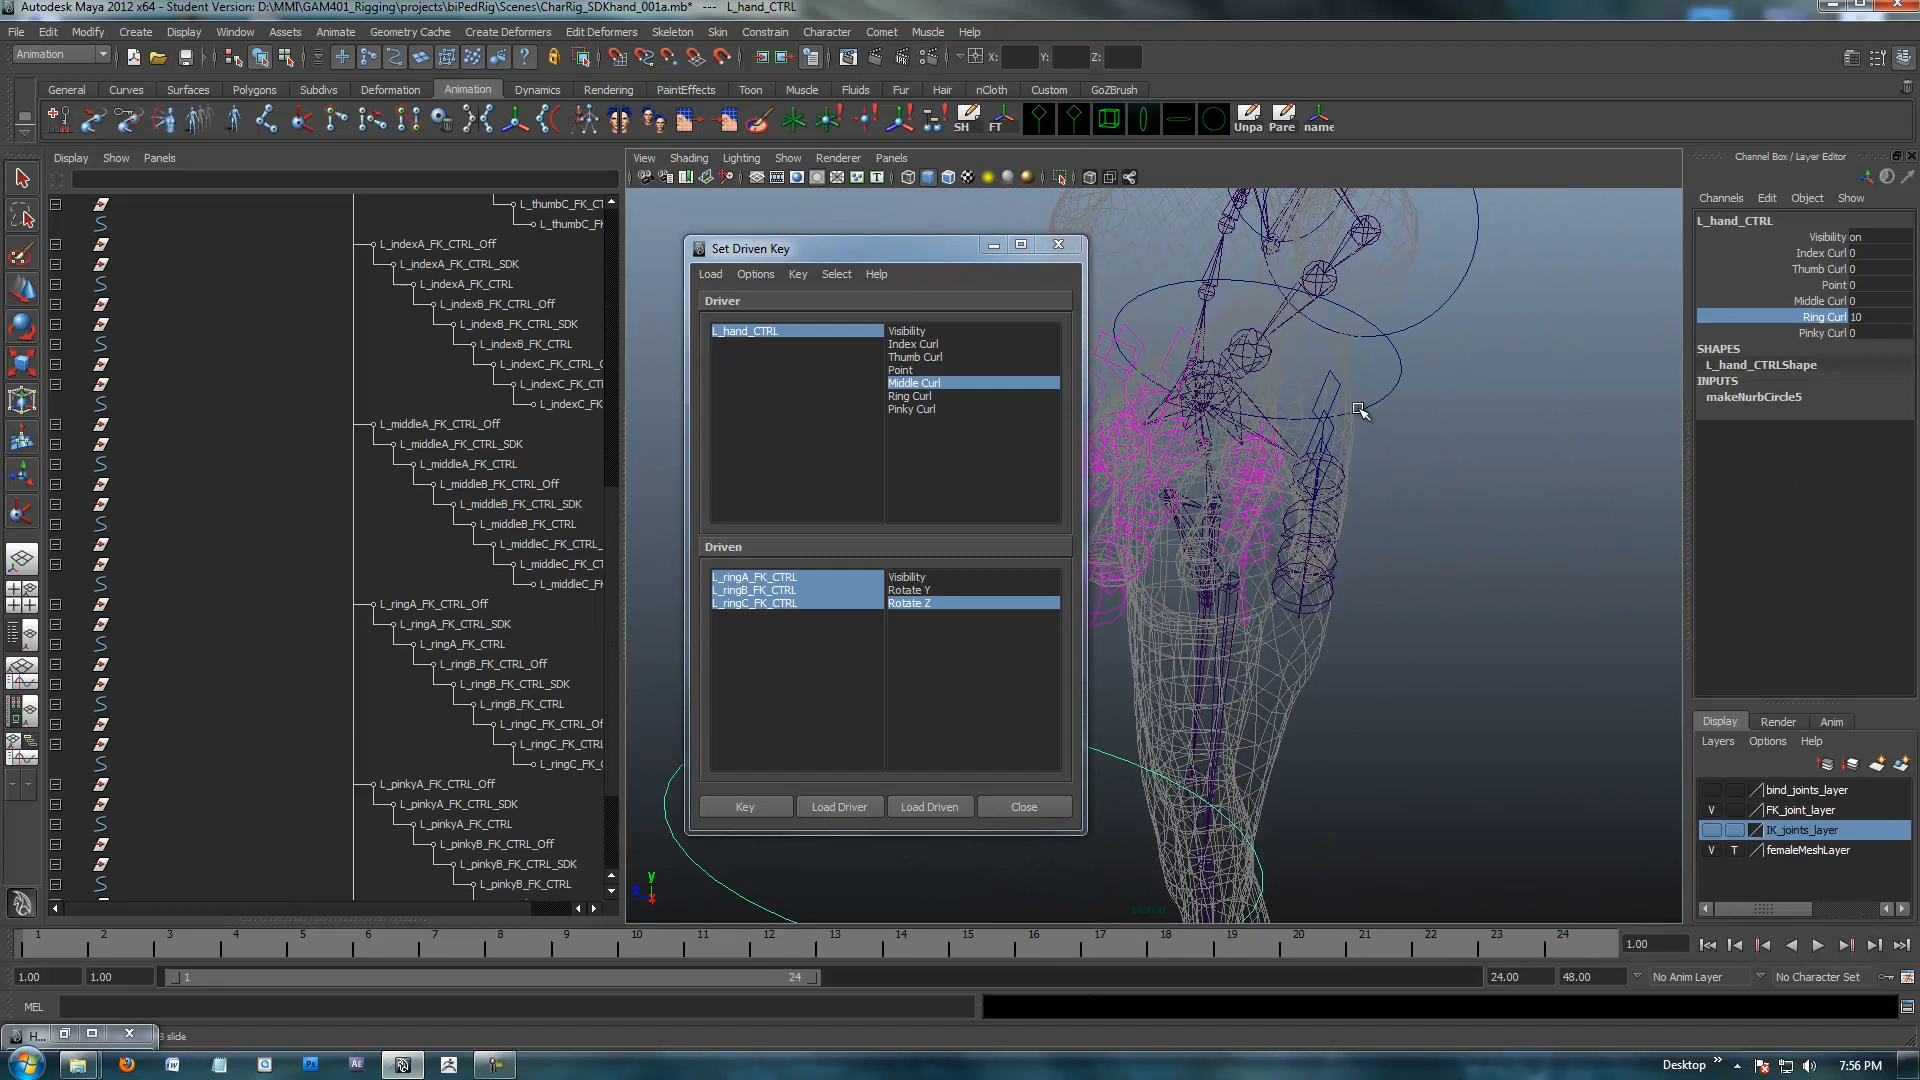 Autodesk Maya 2012 x64 - Student Version: D:\MMI\GAM401_Rigging\projects\biPedRig\Scenes\CharRig_SDKhand_001a.mb* --- L_hand_CTRL
File Edit Modify Create Display Window Assets Animate Geometry Cache Create Deformers Edit Deformers Skeleton Skin Constrain Character Comet Muscle Help
Animation X: Y: Z:
General Curves Surfaces Polygons Subdivs Deformation Animation Dynamics Rendering PaintEffects Toon Muscle Fluids Fur Hair nCloth Custom GoZBrush
SH FT Unpa Pare name
Display Show Panels
L_thumbC_FK_CT
L_thumbC_Fk
L_indexA_FK_CTRL_Off
L_indexA_FK_CTRL_SDK
L_indexA_FK_CTRL
L_indexB_FK_CTRL_Off
L_indexB_FK_CTRL_SDK
L_indexB_FK_CTRL
L_indexC_FK_CTRL_C
L_indexC_FK_CTI
L_indexC_FK
L_middleA_FK_CTRL_Off
L_middleA_FK_CTRL_SDK
L_middleA_FK_CTRL
L_middleB_FK_CTRL_Off
L_middleB_FK_CTRL_SDK
L_middleB_FK_CTRL
L_middleC_FK_CTRL_
L_middleC_FK_CT
L_middleC_F
L_ringA_FK_CTRL_Off
L_ringA_FK_CTRL_SDK
L_ringA_FK_CTRL
L_ringB_FK_CTRL_Off
L_ringB_FK_CTRL_SDK
L_ringB_FK_CTRL
L_ringC_FK_CTRL_Of
L_ringC_FK_CTRL
L_ringC_FK_C
L_pinkyA_FK_CTRL_Off
L_pinkyA_FK_CTRL_SDK
L_pinkyA_FK_CTRL
L_pinkyB_FK_CTRL_Off
L_pinkyB_FK_CTRL_SDK
L_pinkyB_FK_CTRL
View Shading Lighting Show Renderer Panels
Set Driven Key
Load Options Key Select Help
Driver
L_hand_CTRL
Visibility
Index Curl
Thumb Curl
Point
Middle Curl
Ring Curl
Pinky Curl
Driven
L_ringA_FK_CTRL
L_ringB_FK_CTRL
L_ringC_FK_CTRL
Visibility
Rotate Y
Rotate Z
Key Load Driver Load Driven Close
y
z
x
persp
Channel Box / Layer Editor
Channels Edit Object Show
L_hand_CTRL
Visibility on
Index Curl 0
Thumb Curl 0
Point 0
Middle Curl 0
Ring Curl 10
Pinky Curl 0
SHAPES
L_hand_CTRLShape
INPUTS
makeNurbCircle5
Display Render Anim
Layers Options Help
bind_joints_layer
V FK_joint_layer
IK_joints_layer
V T femaleMeshLayer
1 2 3 4 5 6 7 8 9 10 11 12 13 14 15 16 17 18 19 20 21 22 23 24 1.00
1.00 1.00 1 24 24.00 48.00 No Anim Layer No Character Set
MEL
H... slide
Desktop 7:56 PM